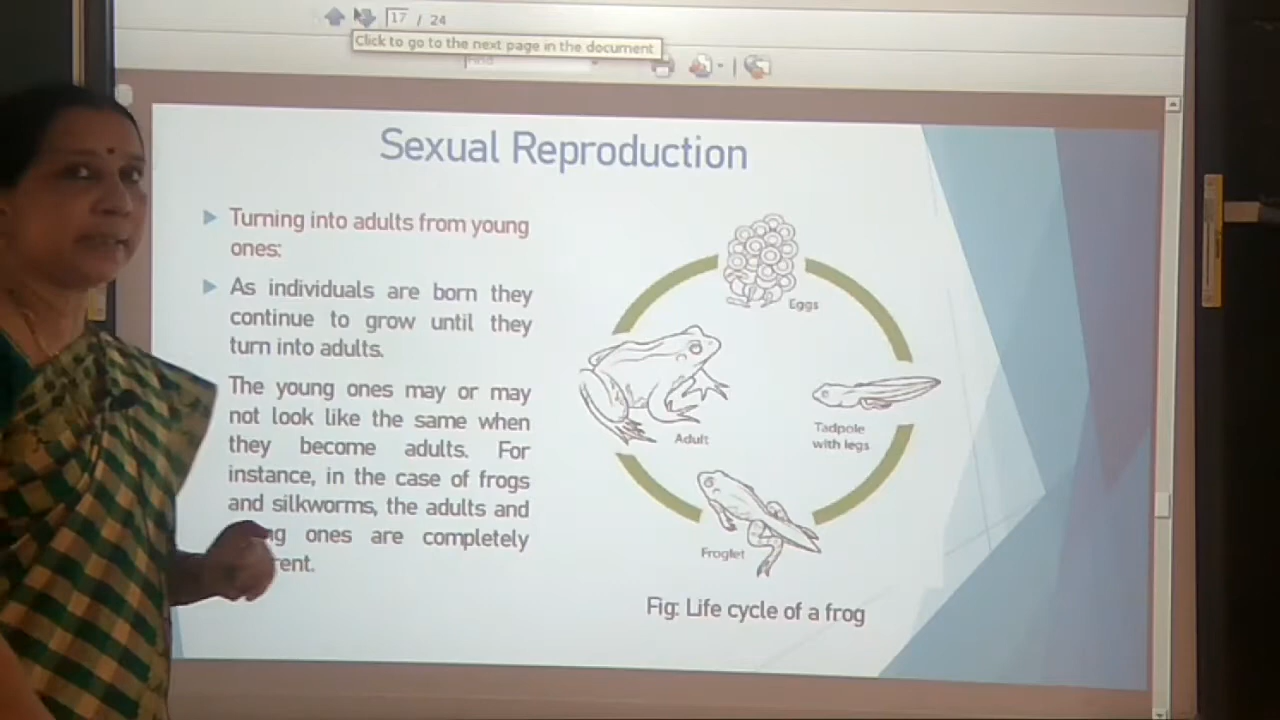 17 / 24
Click to go to the next page in the document
Sexual Reproduction
Turning into adults from young
ones:
As individuals are born they
continue to grow until they
turn into adults.
The young ones may or may
not look like the same when
they become adults. For
instance, in the case of frogs
and silkworms, the adults and
ones are completely
Eggs
Tadpole
with legs
Froglet
Adult
Fig: Life cycle of a frog